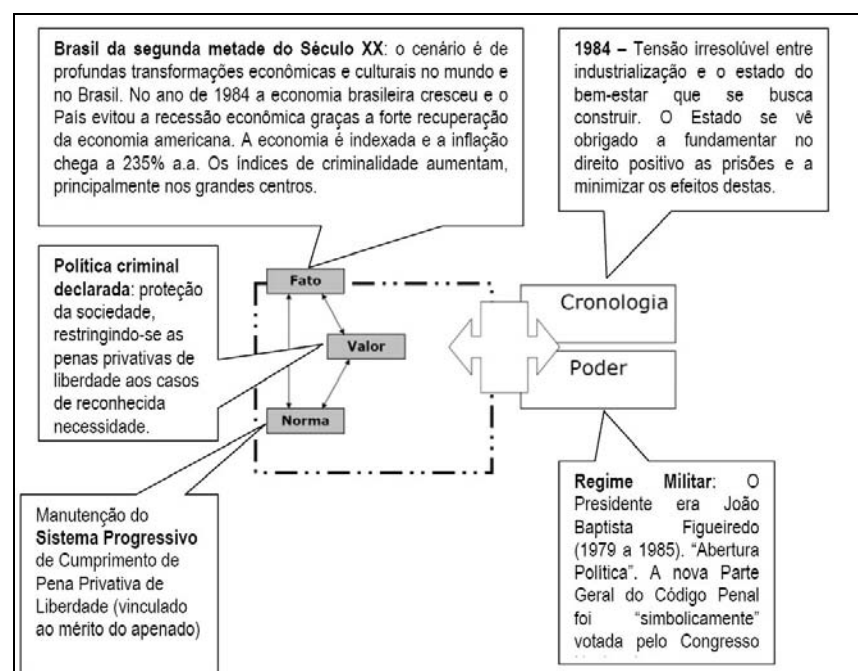 Brasil da segunda metade do Século XX: o cenário é de
profundas transformações econômicas e culturais no mundo e
no Brasil. No ano de 1984 a economia brasileira cresceu e o
País evitou a recessão econômica graças a forte recuperação
da economia americana. A economia é indexada e a inflação
chega a 235% a.a. Os índices de criminalidade aumentam,
principalmente nos grandes centros.
1984 – Tensão irresolúvel entre
industrialização e o estado do
bem-estar que se busca
construir. O Estado se vê
obrigado a fundamentar no
direito positivo as prisões e a
minimizar os efeitos destas.
Política criminal
declarada: proteção
da sociedade,
restringindo-se as
penas privativas de
liberdade aos casos
de reconhecida
necessidade.
Fato
Valor
Norma
Cronologia
Poder
Manutenção do
Sistema Progressivo
de Cumprimento de
Pena Privativa de
Liberdade (vinculado
ao mérito do apenado)
Regime Militar: O
Presidente era João
Baptista Figueiredo
(1979 a 1985). “Abertura
Política”. A nova Parte
Geral do Código Penal
foi “simbolicamente”
votada pelo Congresso